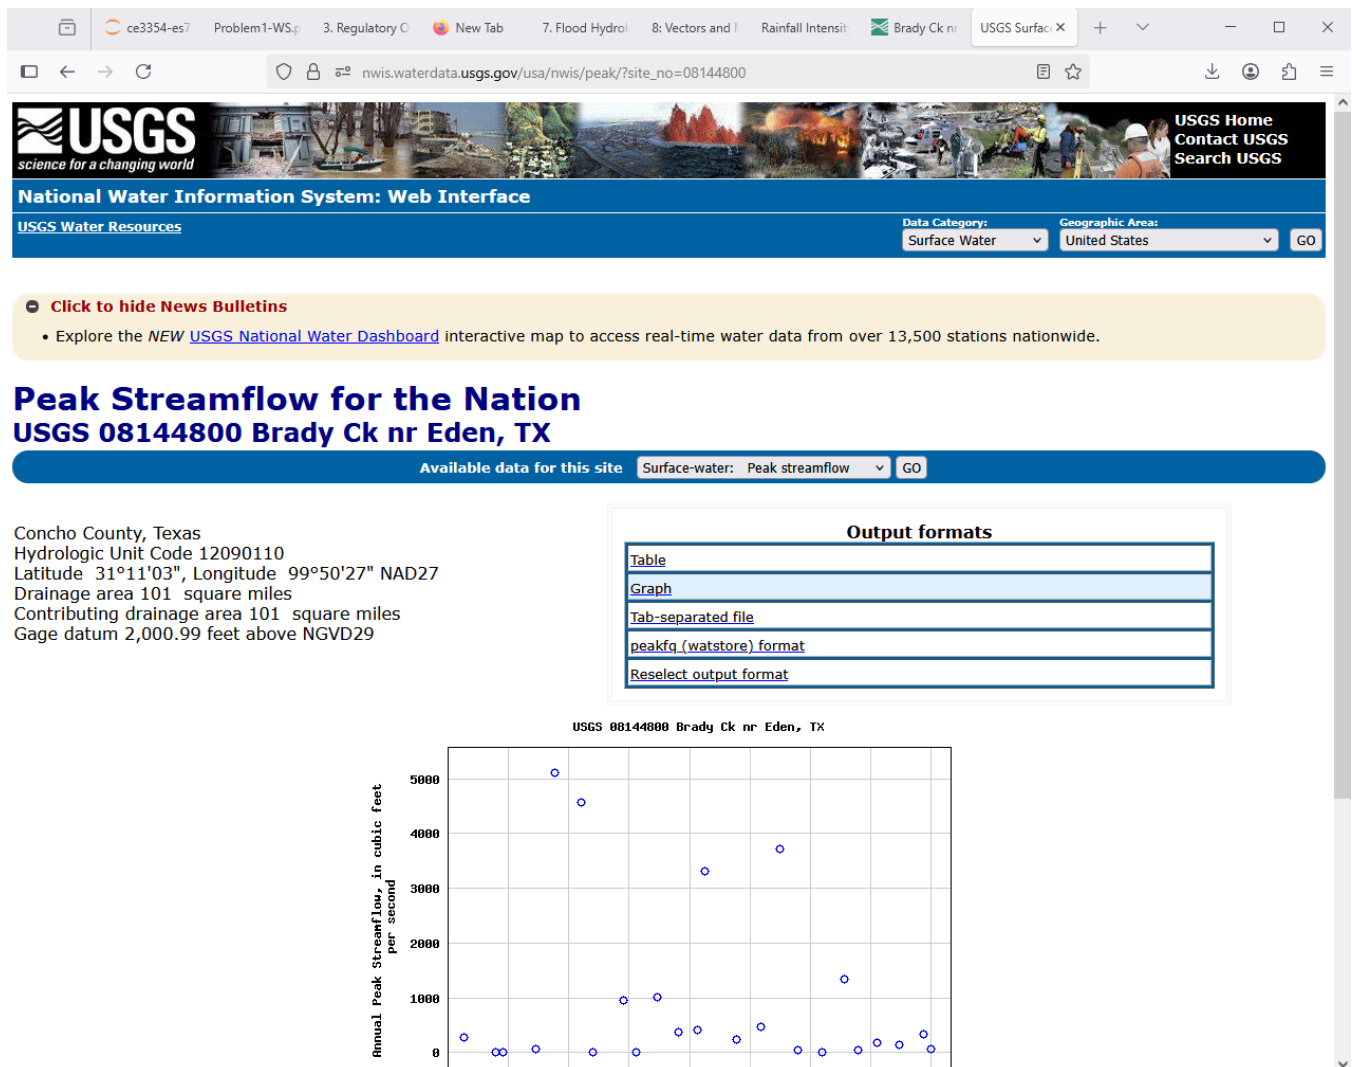 ce3354-es7
Problem1-WS.p
3. Regulatory O
New Tab
7. Flood Hydrol
8: Vectors and
Rainfall Intensit
Brady Ck nr
USGS Surfac
nwis.waterdata.usgs.gov/usa/nwis/peak/?site_no=08144800
USGS
science for a changing world
USGS Home
Contact USGS
Search USGS
National Water Information System: Web Interface
USGS Water Resources
Data Category:
Surface Water
Geographic Area:
United States
GO
Click to hide News Bulletins
• Explore the NEW USGS National Water Dashboard interactive map to access real-time water data from over 13,500 stations nationwide.
Peak Streamflow for the Nation
USGS 08144800 Brady Ck nr Eden, TX
Available data for this site Surface-water: Peak streamflow GO
Concho County, Texas
Hydrologic Unit Code 12090110
Latitude 31°11'03", Longitude 99°50'27" NAD27
Drainage area 101 square miles
Contributing drainage area 101 square miles
Gage datum 2,000.99 feet above NGVD29
Output formats
Table
Graph
Tab-separated file
peakfq (watstore) format
Reselect output format
USGS 08144800 Brady Ck nr Eden, TX
Annual Peak Streamflow, in cubic feet
per second
5000
4000
3000
2000
1000
0